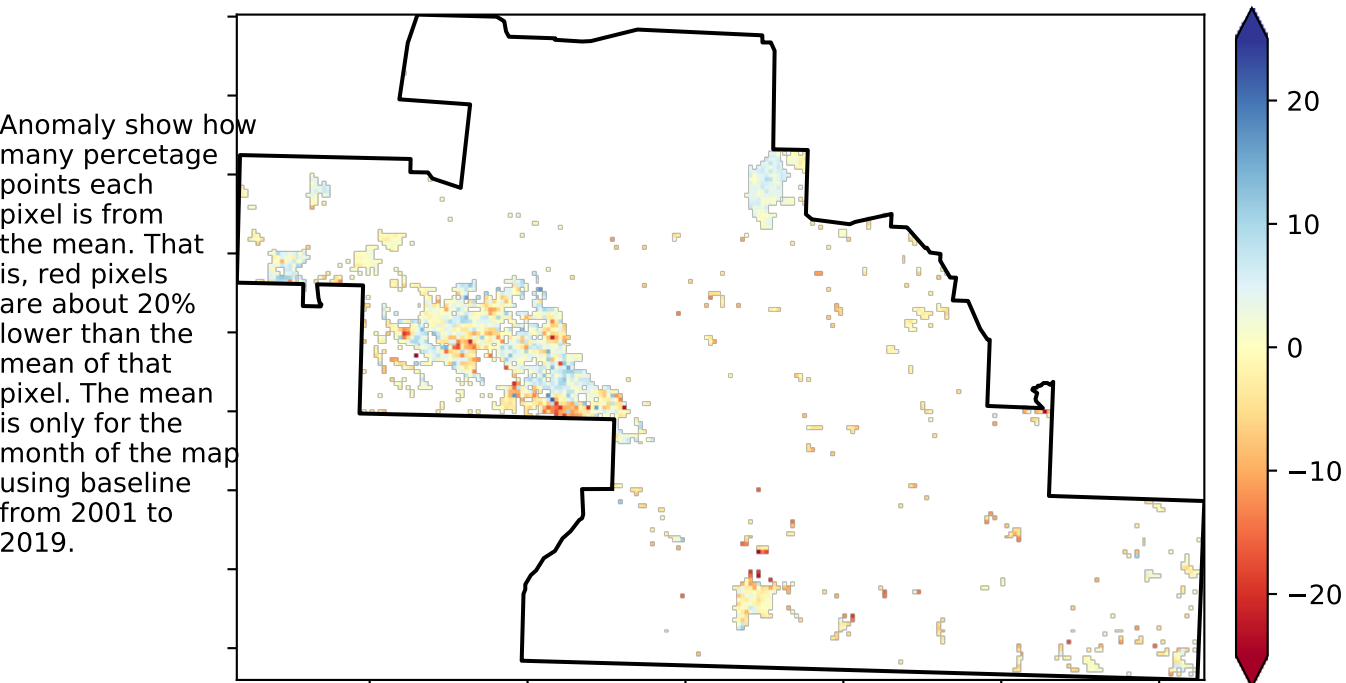 Anomaly show how
many percetage
points each
pixel is from
the mean. That
is, red pixels
are about 20%
lower than the
mean of that
pixel. The mean
is only for the
month of the map
using baseline
from 2001 to
2019.
20
10
0
−10
−20